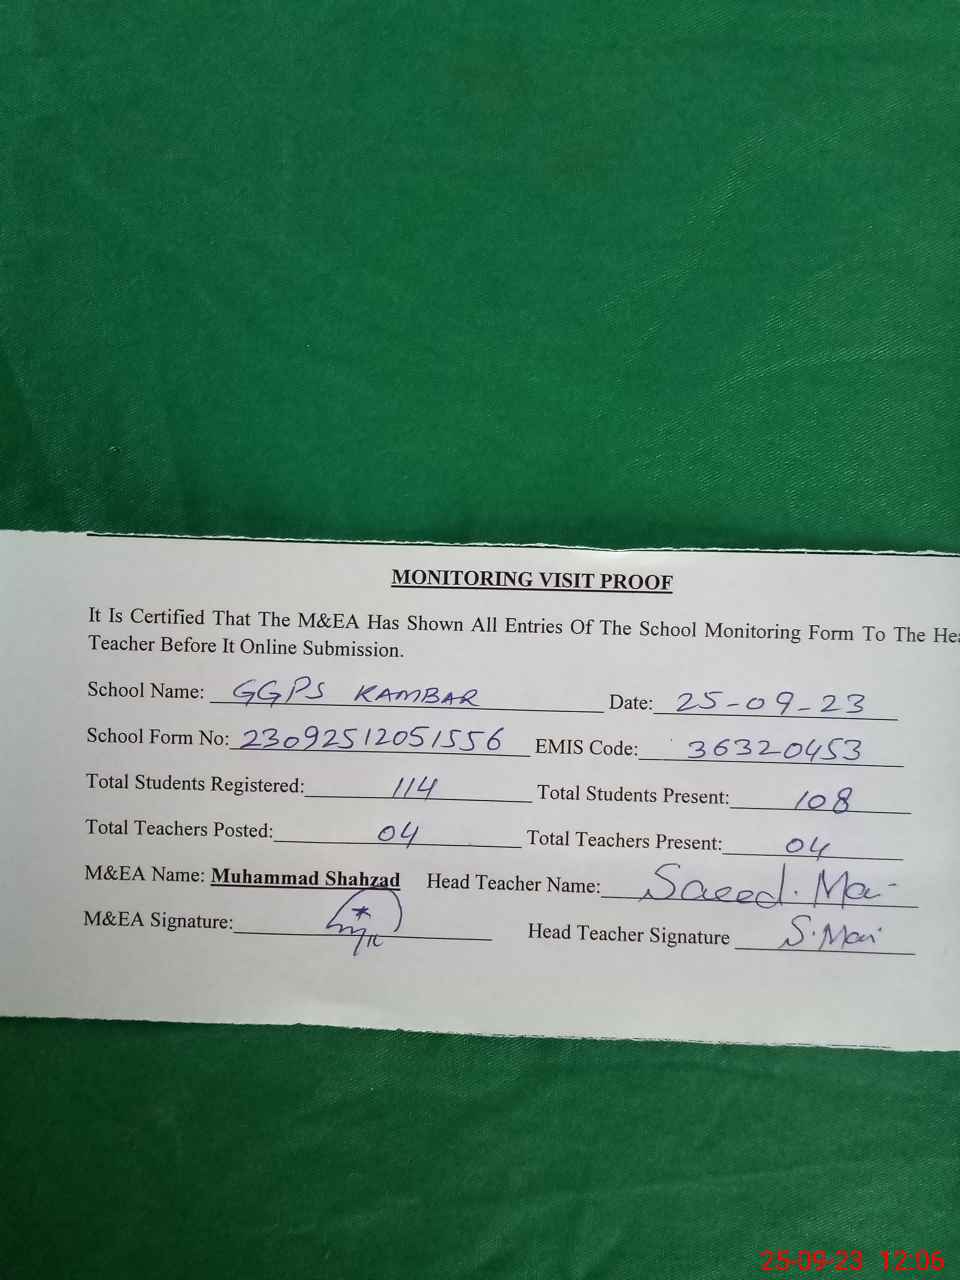 MONITORING VISIT PROOF
It Is Certified That The M&EA Has Shown All Entries Of The School Monitoring Form To The Hea
Teacher Before It Online Submission.
School Name: GGPS KAMBAR Date: 25-09-23
School Form No: 23092512051556 EMIS Code: 36320453
Total Students Registered: 114 Total Students Present: 108
Total Teachers Posted: 04 Total Teachers Present: 04
M&EA Name: Muhammad Shahzad Head Teacher Name: Saeed. Mai
M&EA Signature: Head Teacher Signature S. Mai
25-09-23 12:06